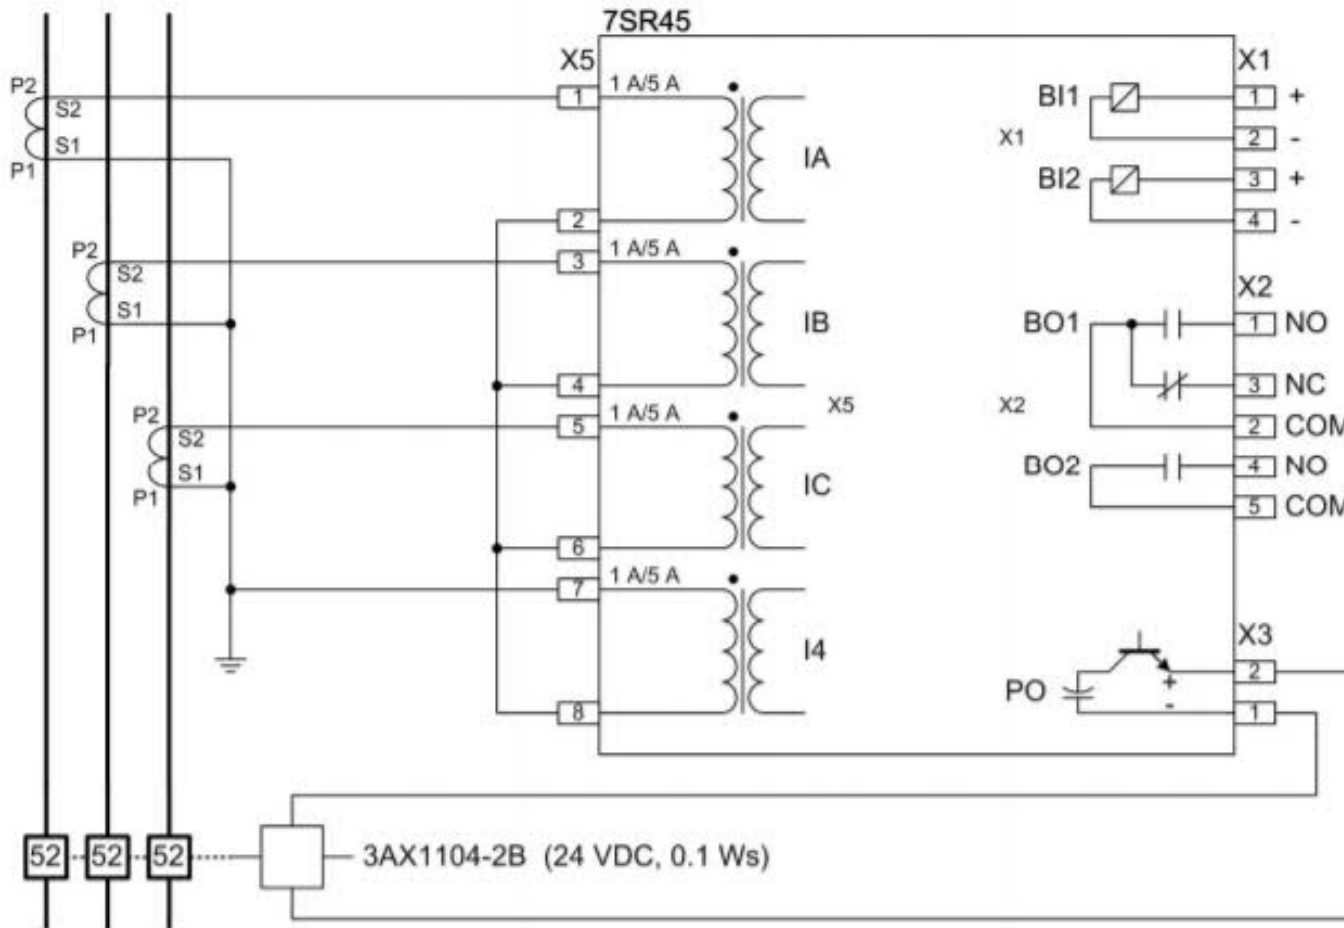 7SR45
X5
X1
P2
S2
S1
P1
1
1 A/5 A
IA
2
BI1
1
+
X1
2
-
BI2
3
+
4
-
P2
S2
S1
P1
3
1 A/5 A
IB
4
X2
BO1
1
NO
3
NC
X5
X2
2
COM
P2
S2
S1
P1
5
1 A/5 A
IC
6
BO2
4
NO
5
COM
7
1 A/5 A
I4
8
X3
PO
+
-
2
1
52
52
52
3AX1104-2B (24 VDC, 0.1 Ws)